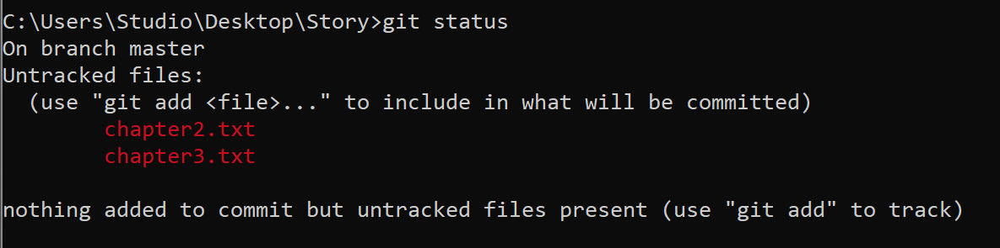 C:\Users\Studio\Desktop\Story>git status
On branch master
Untracked files:
  (use "git add <file>..." to include in what will be committed)
        chapter2.txt
        chapter3.txt

nothing added to commit but untracked files present (use "git add" to track)